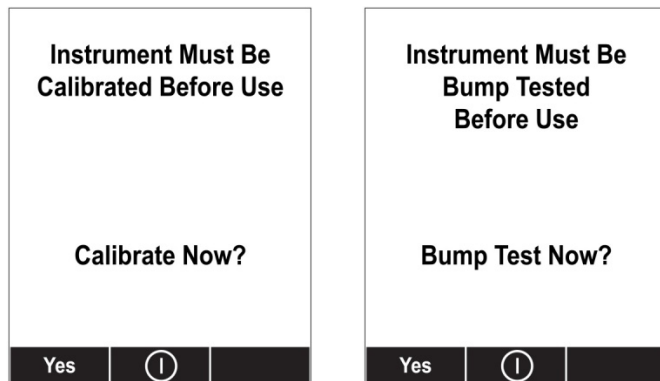 Instrument Must Be
Calibrated Before Use
Calibrate Now?
Yes
Instrument Must Be
Bump Tested
Before Use
Bump Test Now?
Yes